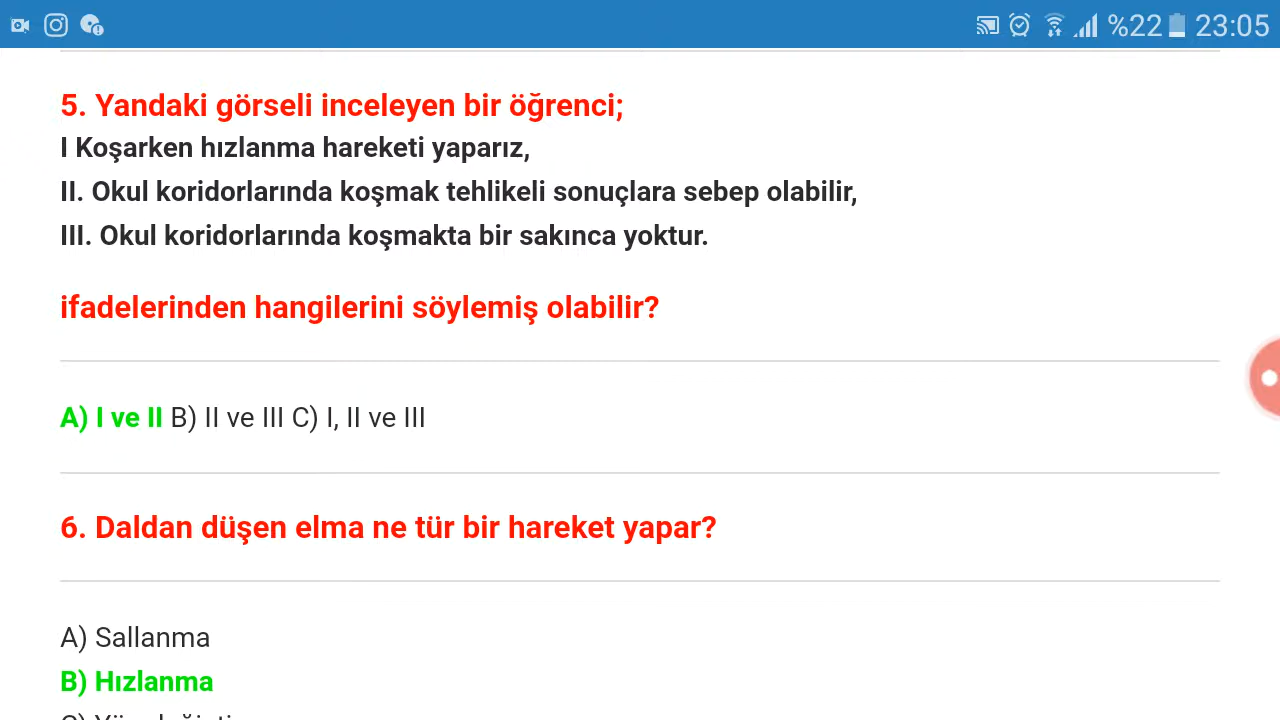 %22 23:05
5. Yandaki görseli inceleyen bir öğrenci;
I Koşarken hızlanma hareketi yaparız,
II. Okul koridorlarında koşmak tehlikeli sonuçlara sebep olabilir,
III. Okul koridorlarında koşmakta bir sakınca yoktur.
ifadelerinden hangilerini söylemiş olabilir?
A) I ve II B) II ve III C) I, II ve III
6. Daldan düşen elma ne tür bir hareket yapar?
A) Sallanma
B) Hızlanma